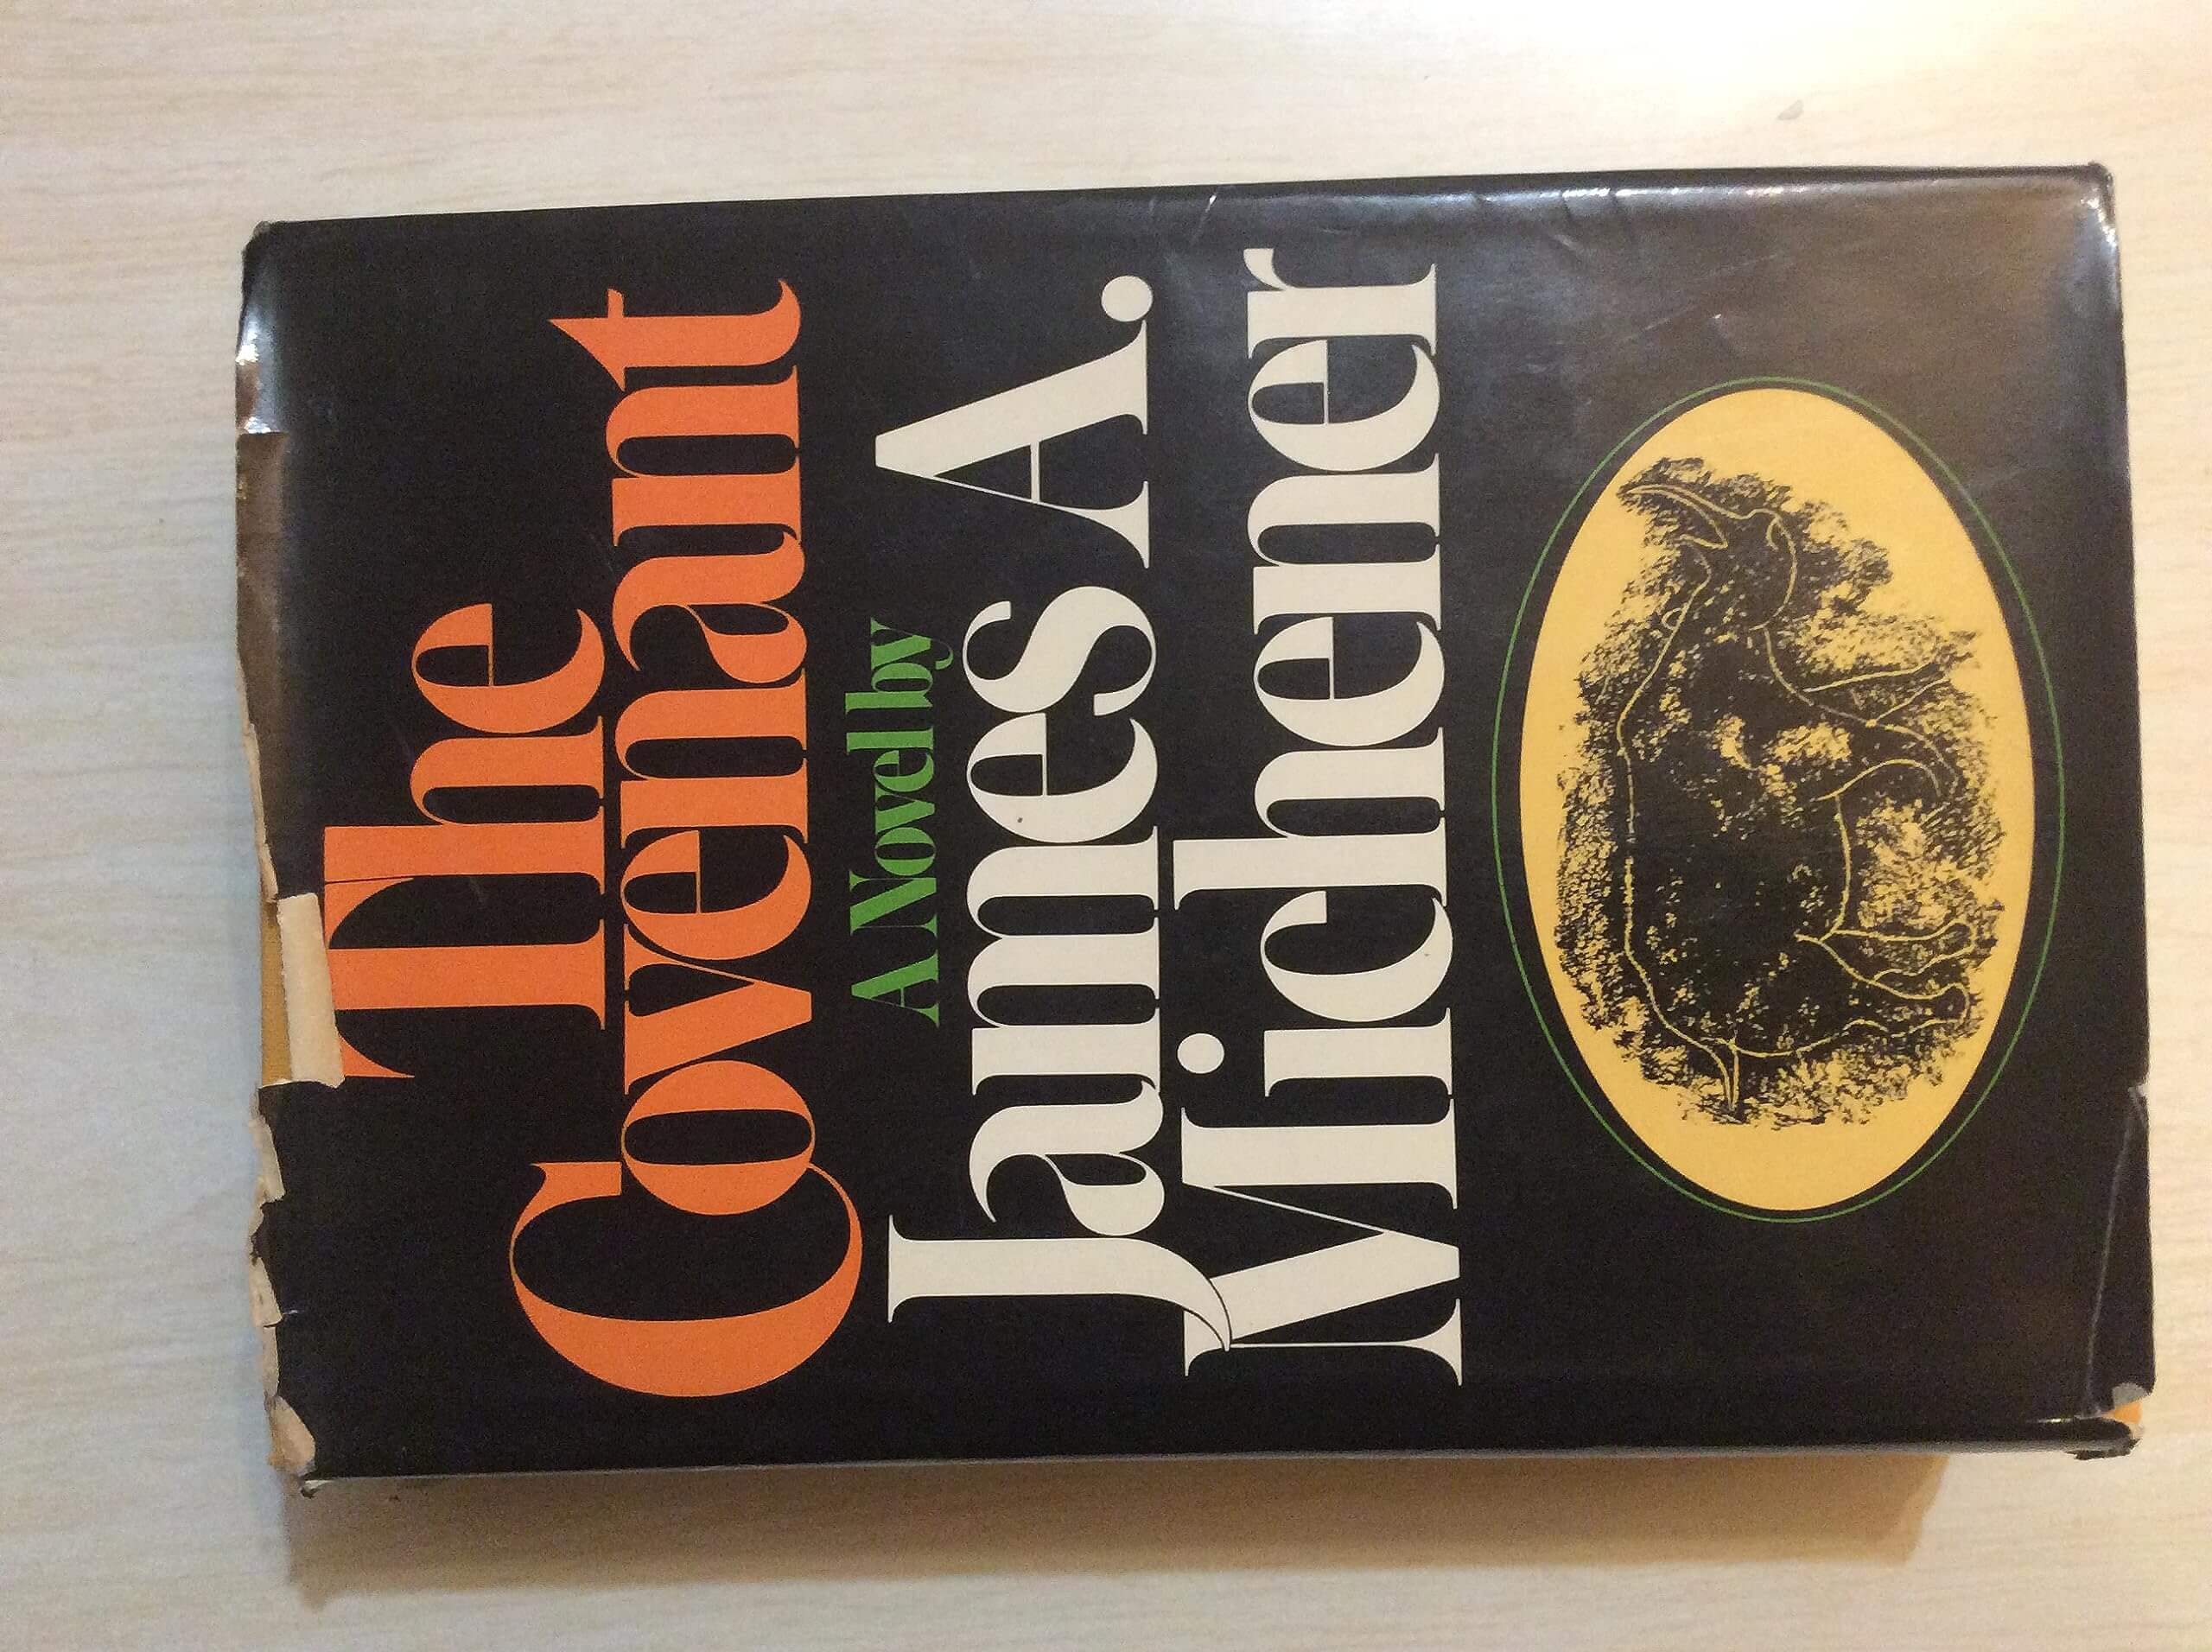 The
Covenant
A Novel by
James A.
Michener